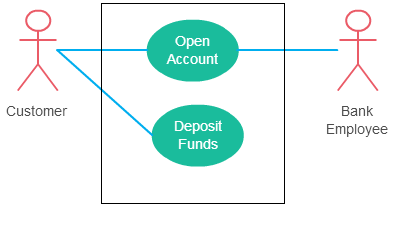 Open
Account
Customer
Bank
Employee
Deposit
Funds